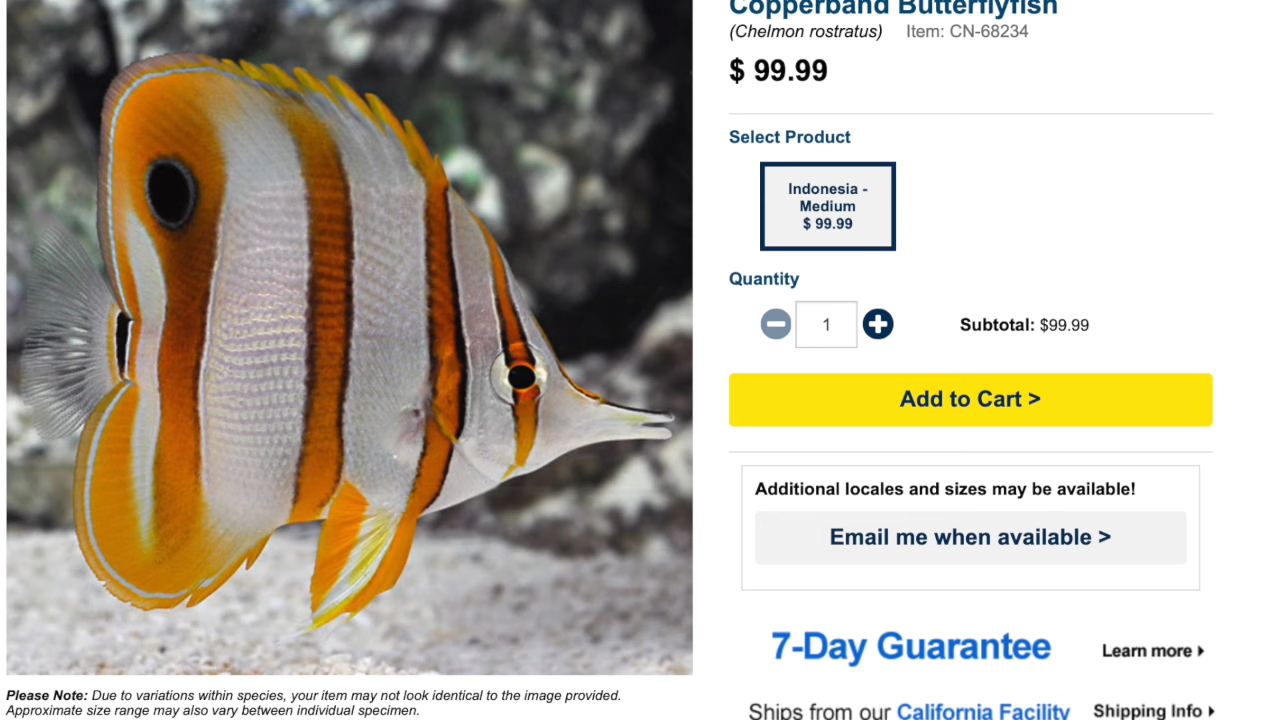 Copperband Butterflyfish
(Chelmon rostratus) Item: CN-68234
$ 99.99
Select Product
Indonesia -
Medium
$ 99.99
Quantity
1
Subtotal: $99.99
Add to Cart >
Additional locales and sizes may be available!
Email me when available >
7-Day Guarantee
Learn more
Ships from our California Facility
Shipping Info
Please Note: Due to variations within species, your item may not look identical to the image provided.
Approximate size range may also vary between individual specimen.